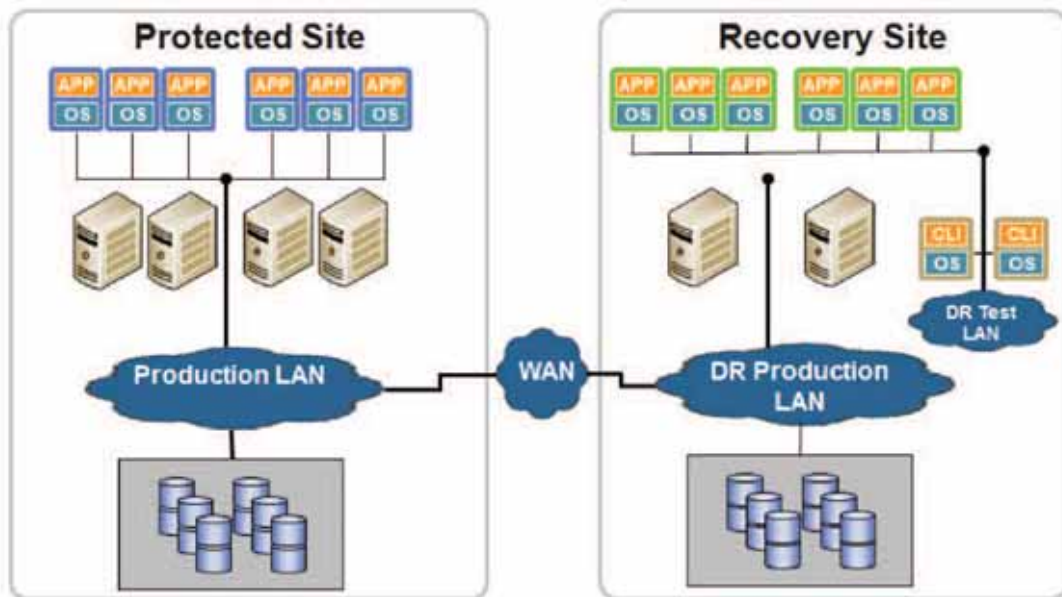 Protected Site
APP APP APP APP APP APP
OS OS OS OS OS OS
Production LAN
WAN
Recovery Site
APP APP APP APP APP APP
OS OS OS OS OS OS
CLI CLI
OS OS
DR Test
LAN
DR Production
LAN